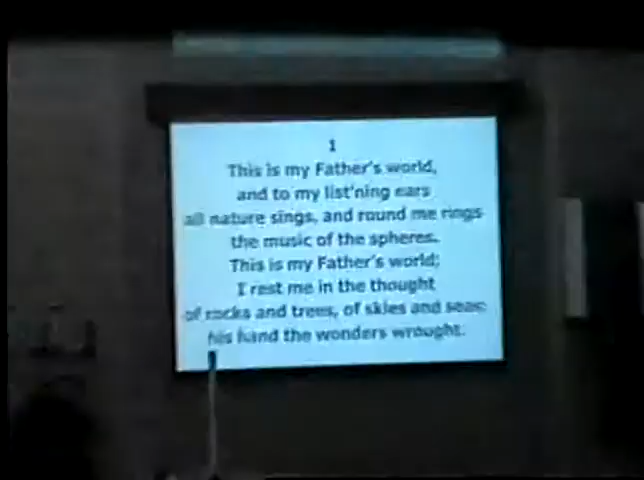 1
This is my Father's world,
and to my list'ning ears
all nature sings, and round me rings
the music of the spheres.
This is my Father's world;
I rest me in the thought
of rocks and trees, of skies and seas;
his hand the wonders wrought.